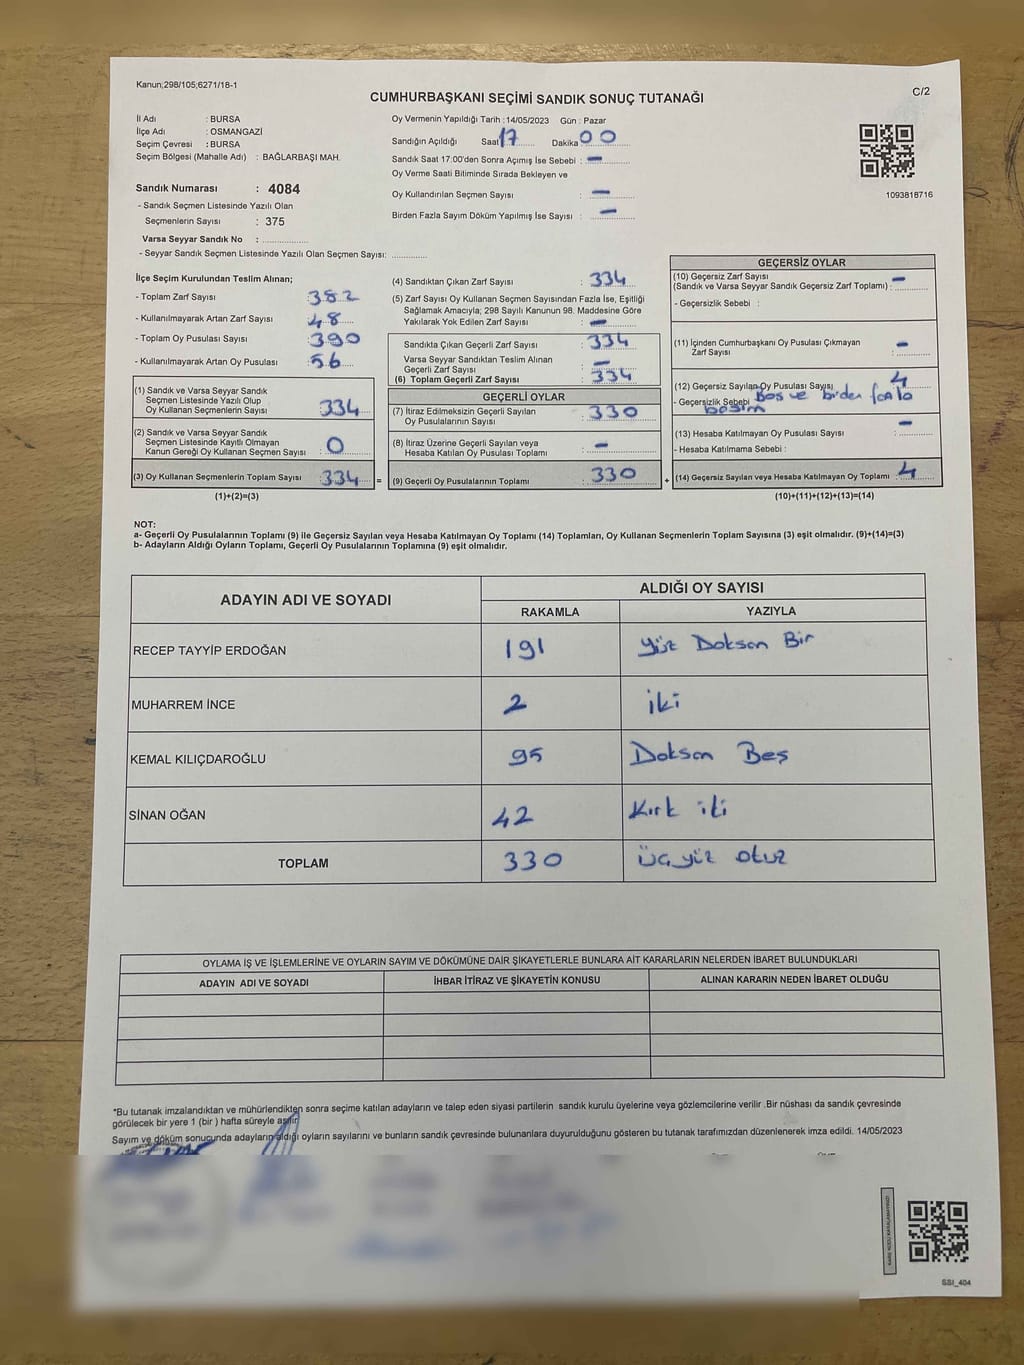 Kanun;298/105;6271/18-1
CUMHURBAŞKANI SEÇİMİ SANDIK SONUÇ TUTANAĞI
C/2
İl Adı : BURSA
İlçe Adı : OSMANGAZİ
Seçim Çevresi : BURSA
Seçim Bölgesi (Mahalle Adı) : BAĞLARBAŞI MAH.
Sandık Numarası : 4084
- Sandık Seçmen Listesinde Yazılı Olan
Seçmenlerin Sayısı : 375
Varsa Seyyar Sandık No :
- Seyyar Sandık Seçmen Listesinde Yazılı Olan Seçmen Sayısı:
Oy Vermenin Yapıldığı Tarih :14/05/2023 Gün : Pazar
Sandığın Açıldığı Saat 17 Dakika 00
Sandık Saat 17:00'den Sonra Açımış İse Sebebi : -
Oy Verme Saati Bitiminde Sırada Bekleyen ve
Oy Kullandırılan Seçmen Sayısı : -
Birden Fazla Sayım Döküm Yapılmış İse Sayısı : -
1093818716
İlçe Seçim Kurulundan Teslim Alınan;
- Toplam Zarf Sayısı : 382
- Kullanılmayarak Artan Zarf Sayısı : 48
- Toplam Oy Pusulası Sayısı : 390
- Kullanılmayarak Artan Oy Pusulası : 56
(1) Sandık ve Varsa Seyyar Sandık
Seçmen Listesinde Yazılı Olup
Oy Kullanan Seçmenlerin Sayısı 334
(2) Sandık ve Varsa Seyyar Sandık
Seçmen Listesinde Kayıtlı Olmayan
Kanun Gereği Oy Kullanan Seçmen Sayısı : 0
(3) Oy Kullanan Seçmenlerin Toplam Sayısı : 334 =
(1)+(2)=(3)
(4) Sandıktan Çıkan Zarf Sayısı : 334
(5) Zarf Sayısı Oy Kullanan Seçmen Sayısından Fazla İse, Eşitliği
Sağlamak Amacıyla; 298 Sayılı Kanunun 98. Maddesine Göre
Yakılarak Yok Edilen Zarf Sayısı : -
Sandıkta Çıkan Geçerli Zarf Sayısı : 334
Varsa Seyyar Sandıktan Teslim Alınan
Geçerli Zarf Sayısı : -
(6) Toplam Geçerli Zarf Sayısı : 334
GEÇERLİ OYLAR
(7) İtiraz Edilmeksizin Geçerli Sayılan
Oy Pusulalarının Sayısı : 330
(8) İtiraz Üzerine Geçerli Sayılan veya
Hesaba Katılan Oy Pusulası Toplamı : -
(9) Geçerli Oy Pusulalarının Toplamı : 330 +
GEÇERSİZ OYLAR
(10) Geçersiz Zarf Sayısı
(Sandık ve Varsa Seyyar Sandık Geçersiz Zarf Toplamı) : -
- Geçersizlik Sebebi :
(11) İçinden Cumhurbaşkanı Oy Pusulası Çıkmayan
Zarf Sayısı : -
(12) Geçersiz Sayılan Oy Pusulası Sayısı : 4
- Geçersizlik Sebebi Boş ve birden fazla
basım
(13) Hesaba Katılmayan Oy Pusulası Sayısı : -
- Hesaba Katılmama Sebebi :
(14) Geçersiz Sayılan veya Hesaba Katılmayan Oy Toplamı : 4
(10)+(11)+(12)+(13)=(14)
NOT:
a- Geçerli Oy Pusulalarının Toplamı (9) ile Geçersiz Sayılan veya Hesaba Katılmayan Oy Toplamı (14) Toplamları, Oy Kullanan Seçmenlerin Toplam Sayısına (3) eşit olmalıdır. (9)+(14)=(3)
b- Adayların Aldığı Oyların Toplamı, Geçerli Oy Pusulalarının Toplamına (9) eşit olmalıdır.
ADAYIN ADI VE SOYADI
ALDIĞI OY SAYISI
RAKAMLA YAZIYLA
RECEP TAYYİP ERDOĞAN 191 Yüz Doksan Bir
MUHARREM İNCE 2 iki
KEMAL KILIÇDAROĞLU 95 Doksan Beş
SİNAN OĞAN 42 Kırk iki
TOPLAM 330 üçyüz otuz
OYLAMA İŞ VE İŞLEMLERİNE VE OYLARIN SAYIM VE DÖKÜMÜNE DAİR ŞİKAYETLERLE BUNLARA AİT KARARLARIN NELERDEN İBARET BULUNDUKLARI
ADAYIN ADI VE SOYADI İHBAR İTİRAZ VE ŞİKAYETİN KONUSU ALINAN KARARIN NEDEN İBARET OLDUĞU
*Bu tutanak imzalandıktan ve mühürlendikten sonra seçime katılan adayların ve talep eden siyasi partilerin sandık kurulu üyelerine veya gözlemcilerine verilir .Bir nüshası da sandık çevresinde
görülecek bir yere 1 (bir ) hafta süreyle asılır.
Sayım ve döküm sonucunda adayların aldığı oyların sayılarını ve bunların sandık çevresinde bulunanlara duyurulduğunu gösteren bu tutanak tarafımızdan düzenlenerek imza edildi. 14/05/2023
SSI_404